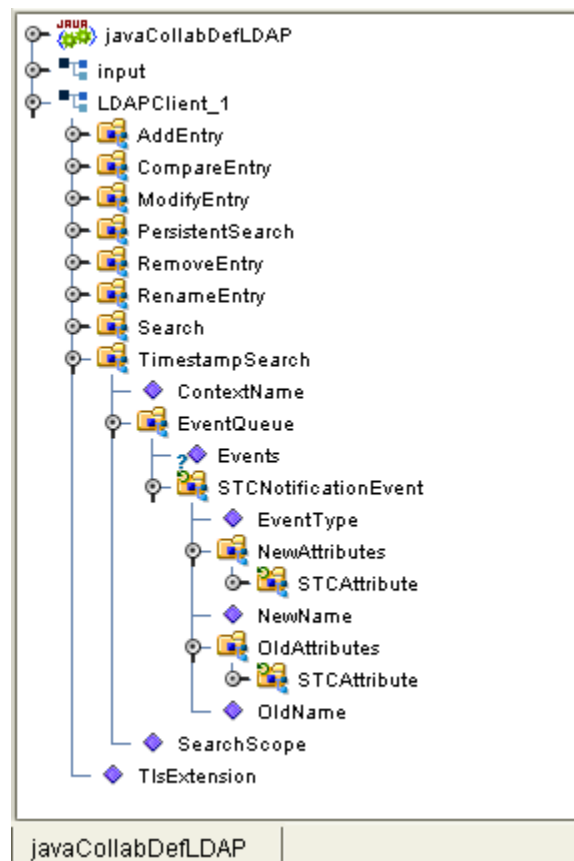 JAVA
javaCollabDefLDAP
input
LDAPClient_1
AddEntry
CompareEntry
ModifyEntry
PersistentSearch
RemoveEntry
RenameEntry
Search
TimestampSearch
ContextName
EventQueue
? Events
STCNotificationEvent
EventType
NewAttributes
STCAttribute
NewName
OldAttributes
STCAttribute
OldName
SearchScope
TlsExtension
javaCollabDefLDAP